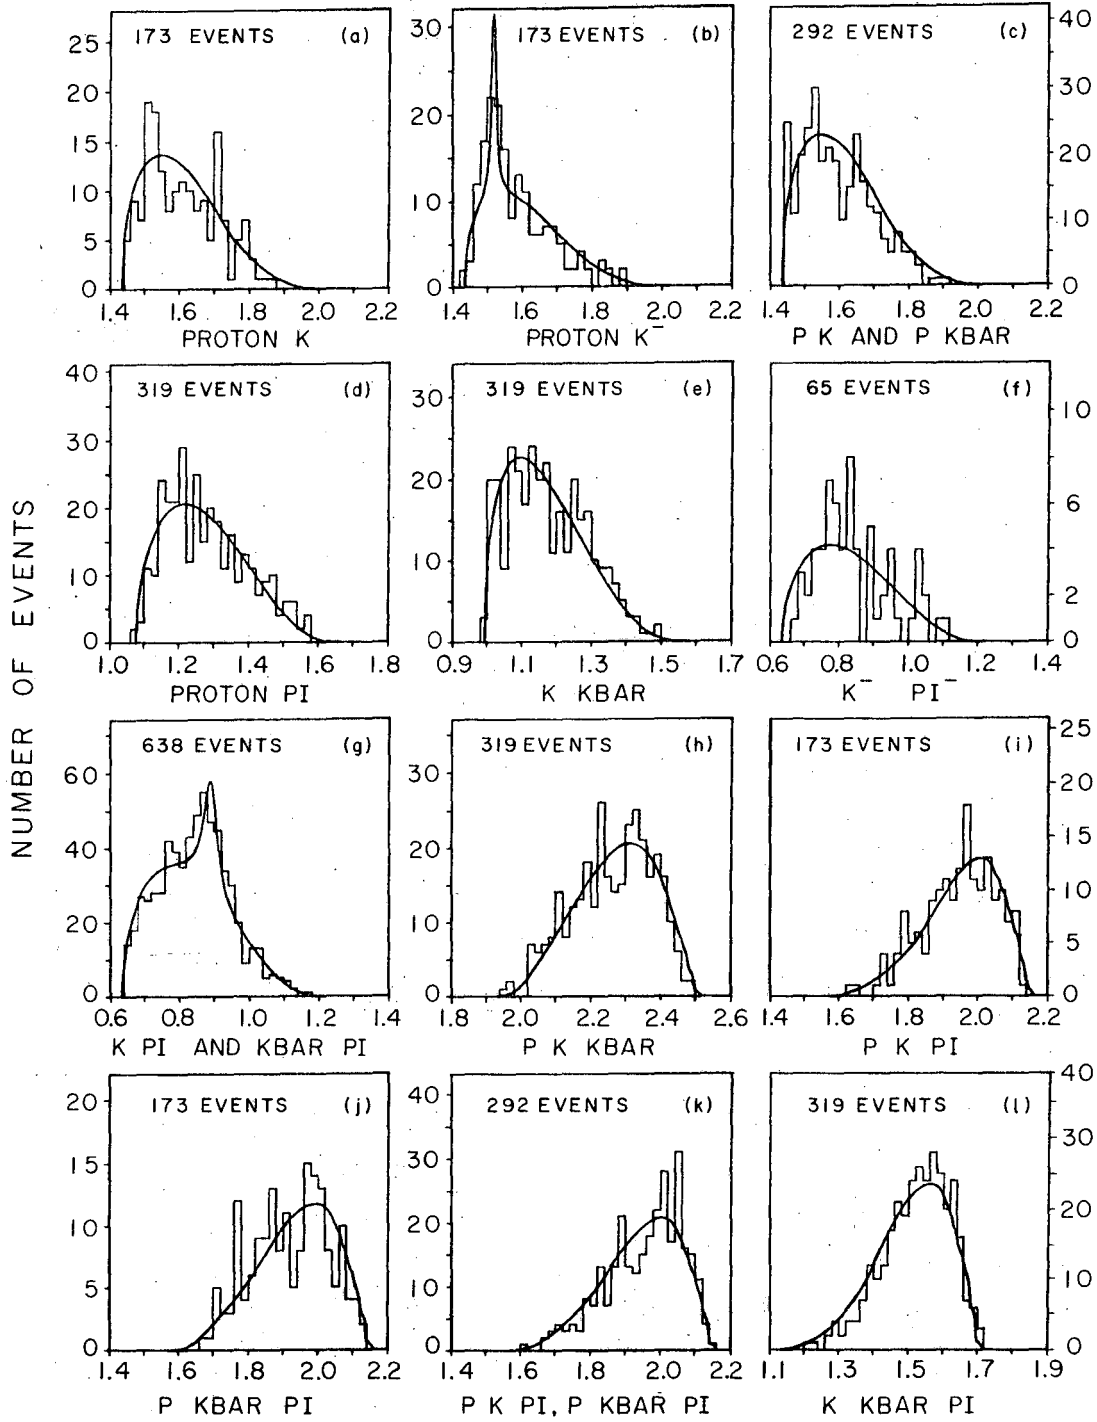 NUMBER OF EVENTS
173 EVENTS (a)
25
20
15
10
5
0
1.4 1.6 1.8 2.0 2.2
PROTON K
173 EVENTS (b)
30
20
10
0
1.4 1.6 1.8 2.0 2.2
PROTON K⁻
292 EVENTS (c)
40
30
20
10
0
1.4 1.6 1.8 2.0 2.2
P K AND P KBAR
319 EVENTS (d)
40
30
20
10
0
1.0 1.2 1.4 1.6 1.8
PROTON PI
319 EVENTS (e)
30
20
10
0
0.9 1.1 1.3 1.5 1.7
K KBAR
65 EVENTS (f)
10
6
2
0
0.6 0.8 1.0 1.2 1.4
K⁻ PI⁻
638 EVENTS (g)
60
40
20
0
0.6 0.8 1.0 1.2 1.4
K PI AND KBAR PI
319 EVENTS (h)
30
20
10
0
2.0 2.2 2.4 2.6
P K KBAR
173 EVENTS (i)
25
20
15
10
5
0
1.4 1.6 1.8 2.0 2.2
P K PI
173 EVENTS (j)
20
15
10
5
0
1.4 1.6 1.8 2.0 2.2
P KBAR PI
292 EVENTS (k)
40
30
20
10
0
1.4 1.6 1.8 2.0 2.2
P K PI, P KBAR PI
319 EVENTS (l)
40
30
20
10
0
1.1 1.3 1.5 1.7 1.9
K KBAR PI